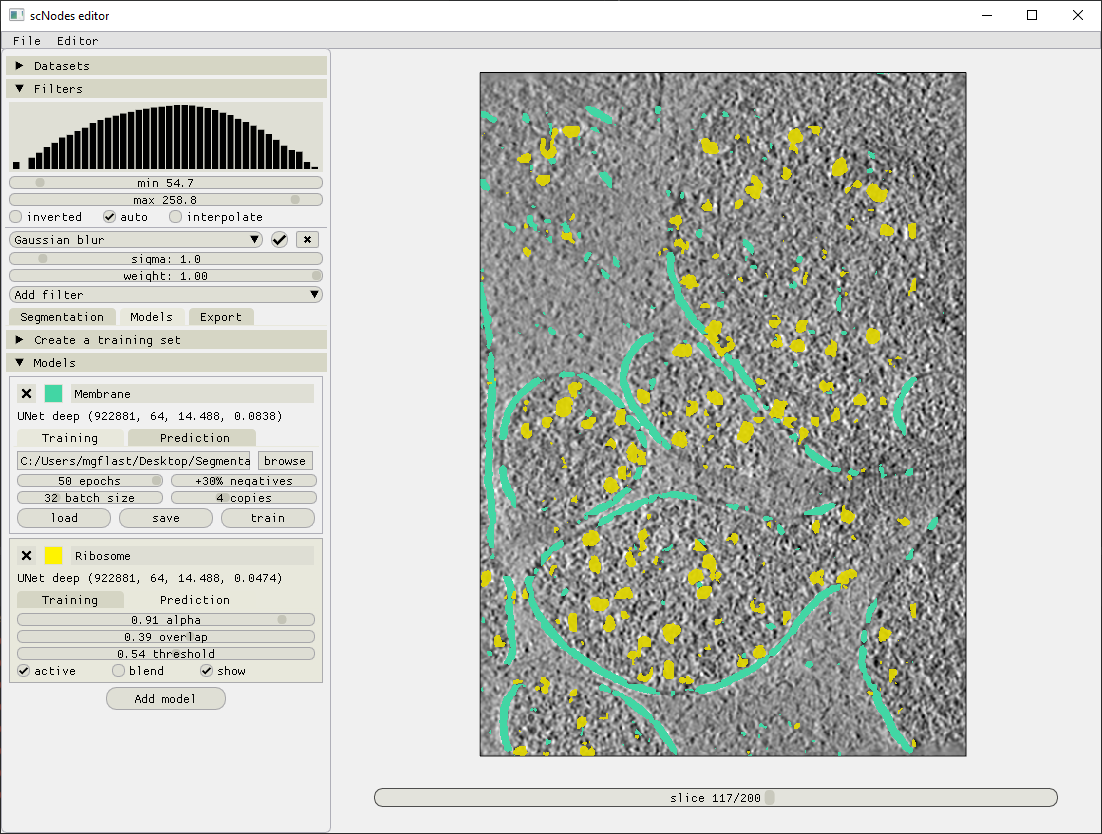 scNodes editor
File Editor
Datasets
Filters
min 54.7
max 258.8
inverted auto interpolate
Gaussian blur
sigma: 1.0
weight: 1.00
Add filter
Segmentation Models Export
Create a training set
Models
Membrane
UNet deep (922881, 64, 14.488, 0.0838)
Training Prediction
C:/Users/mgflast/Desktop/Segmenta browse
50 epochs +30% negatives
32 batch size 4 copies
load save train
Ribosome
UNet deep (922881, 64, 14.488, 0.0474)
Training Prediction
0.91 alpha
0.39 overlap
0.54 threshold
active blend show
Add model
slice 117/200